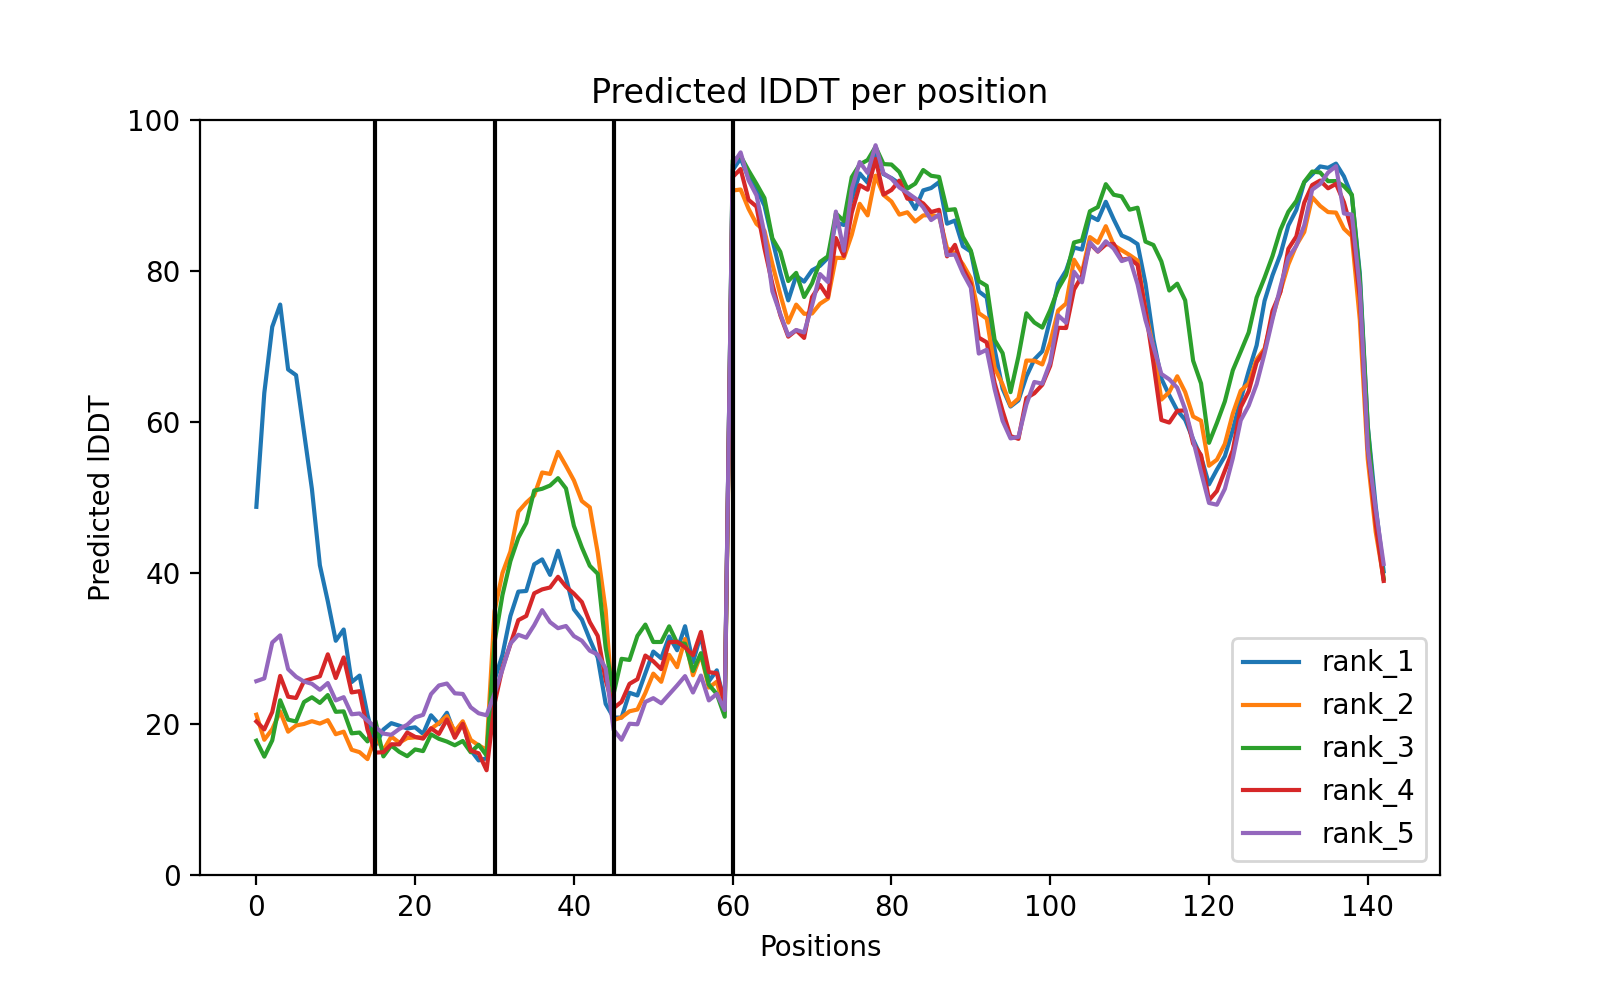 Predicted lDDT per position
Predicted lDDT
100
80
60
40
20
0
0 20 40 60 80 100 120 140
Positions
rank_1
rank_2
rank_3
rank_4
rank_5